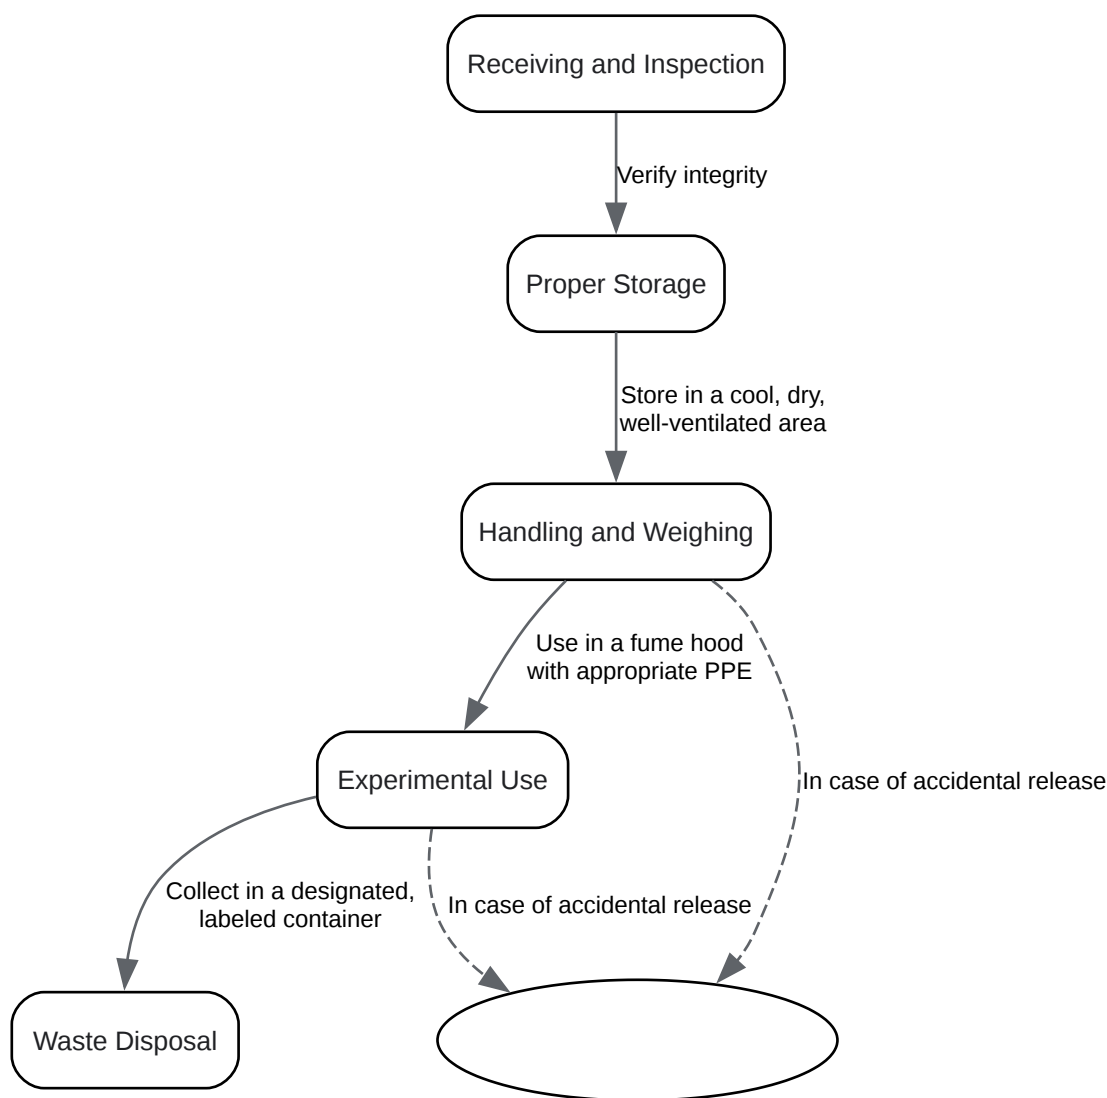 Receiving and Inspection
Verify integrity
Proper Storage
Store in a cool, dry,
well-ventilated area
Handling and Weighing
Use in a fume hood
with appropriate PPE
Experimental Use
In case of accidental release
Collect in a designated,
labeled container
In case of accidental release
Waste Disposal